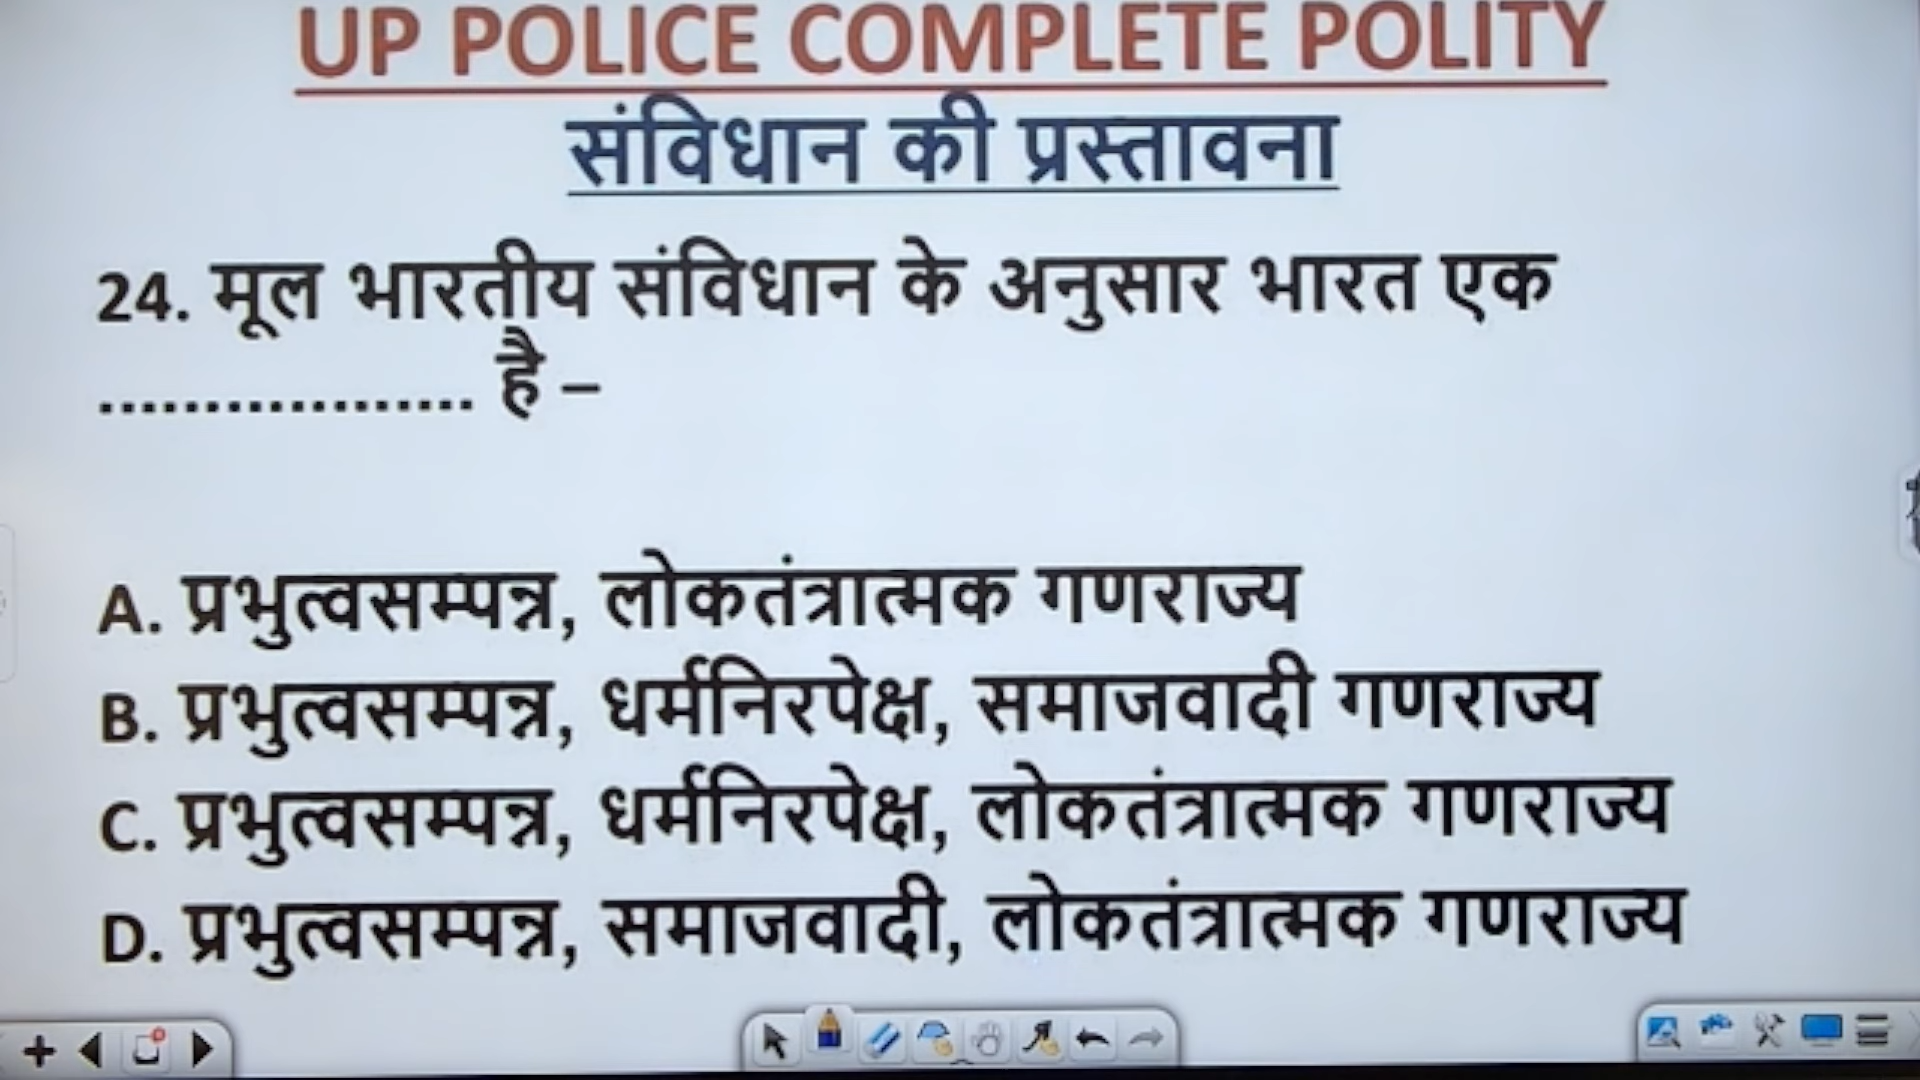 UP POLICE COMPLETE POLITY
संविधान की प्रस्तावना
24. मूल भारतीय संविधान के अनुसार भारत एक
.................. है –
A. प्रभुत्वसम्पन्न, लोकतंत्रात्मक गणराज्य
B. प्रभुत्वसम्पन्न, धर्मनिरपेक्ष, समाजवादी गणराज्य
C. प्रभुत्वसम्पन्न, धर्मनिरपेक्ष, लोकतंत्रात्मक गणराज्य
D. प्रभुत्वसम्पन्न, समाजवादी, लोकतंत्रात्मक गणराज्य